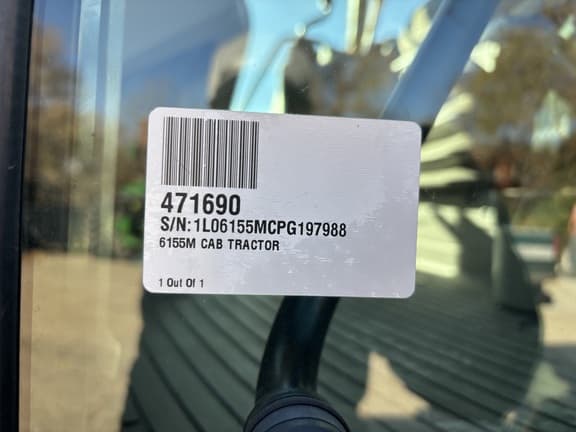 471690
S/N:1L06155MCPG197988
6155M CAB TRACTOR
1 Out Of 1